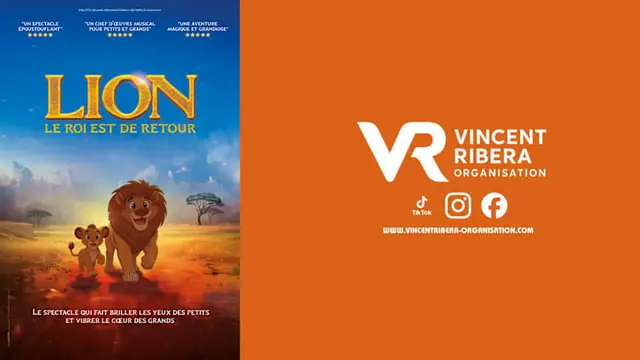 "UN SPECTACLE
ÉPOUSTOUFLANT"
"UN CHEF D'ŒUVRE MUSICAL
POUR PETITS ET GRANDS"
"UNE AVENTURE
MAGIQUE ET GRANDIOSE"
LION
LE ROI EST DE RETOUR
LE SPECTACLE QUI FAIT BRILLER LES YEUX DES PETITS
ET VIBRER LE CŒUR DES GRANDS
VR
VINCENT
RIBERA
ORGANISATION
TikTok
WWW.VINCENTRIBERA-ORGANISATION.COM